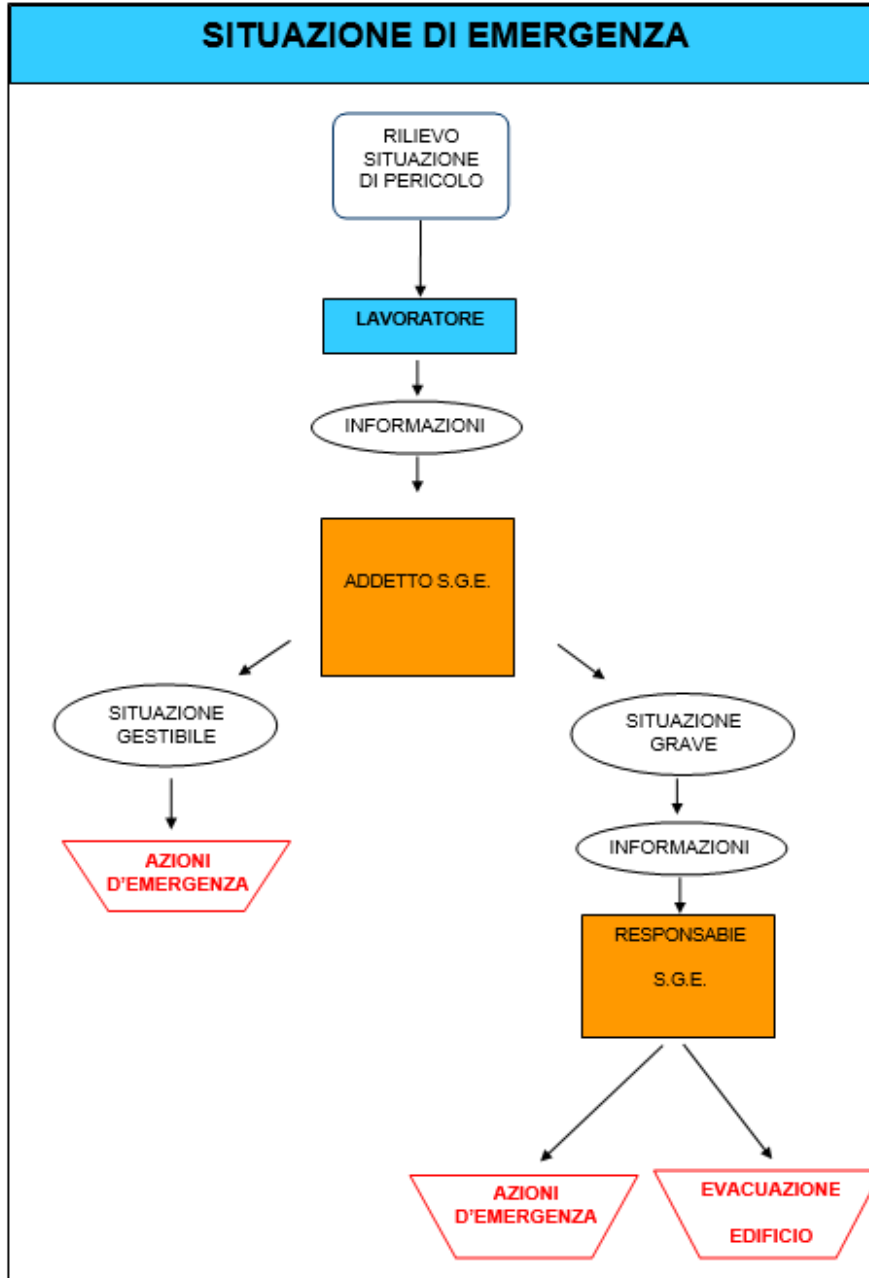 SITUAZIONE DI EMERGENZA
RILIEVO
SITUAZIONE
DI PERICOLO
LAVORATORE
INFORMAZIONI
ADDETTO S.G.E.
SITUAZIONE
GESTIBILE
AZIONI
D'EMERGENZA
SITUAZIONE
GRAVE
INFORMAZIONI
RESPONSABIE
S.G.E.
AZIONI
D'EMERGENZA
EVACUAZIONE
EDIFICIO